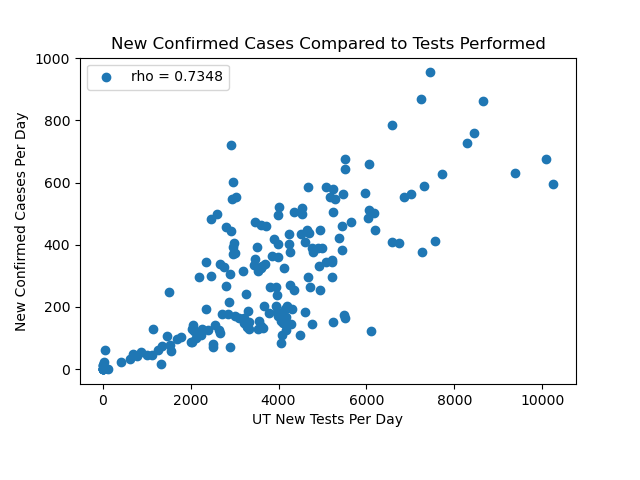 New Confirmed Cases Compared to Tests Performed
rho = 0.7348
New Confirmed Caeses Per Day
1000
800
600
400
200
0
0 2000 4000 6000 8000 10000
UT New Tests Per Day